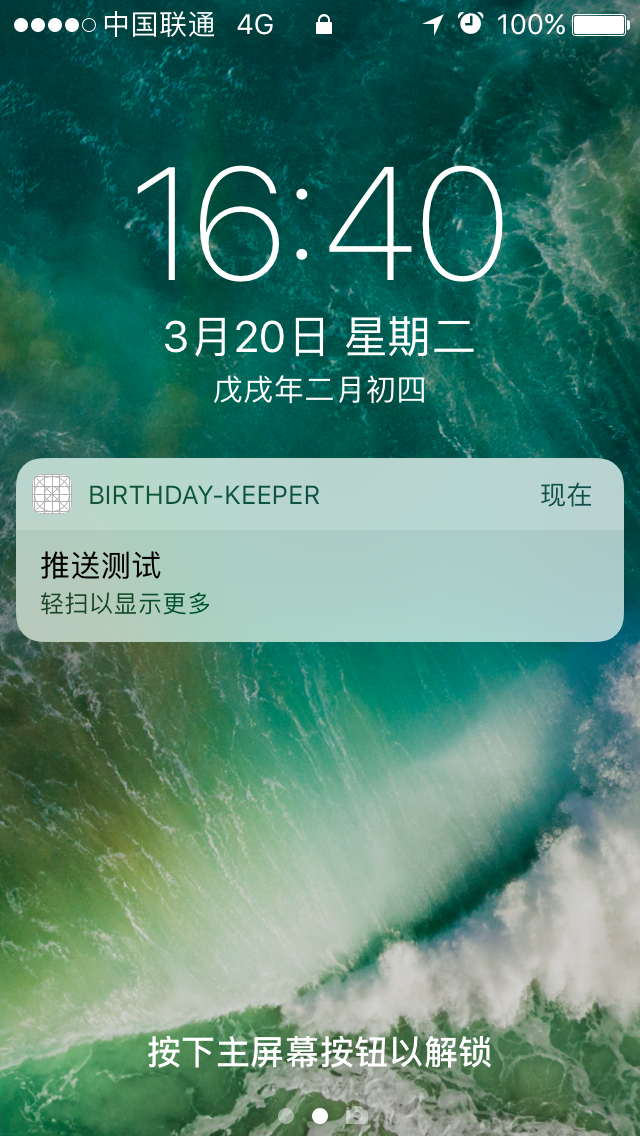 中国联通 4G 100%
16:40
3月20日 星期二
戊戌年二月初四
BIRTHDAY-KEEPER 现在
推送测试
轻扫以显示更多
按下主屏幕按钮以解锁